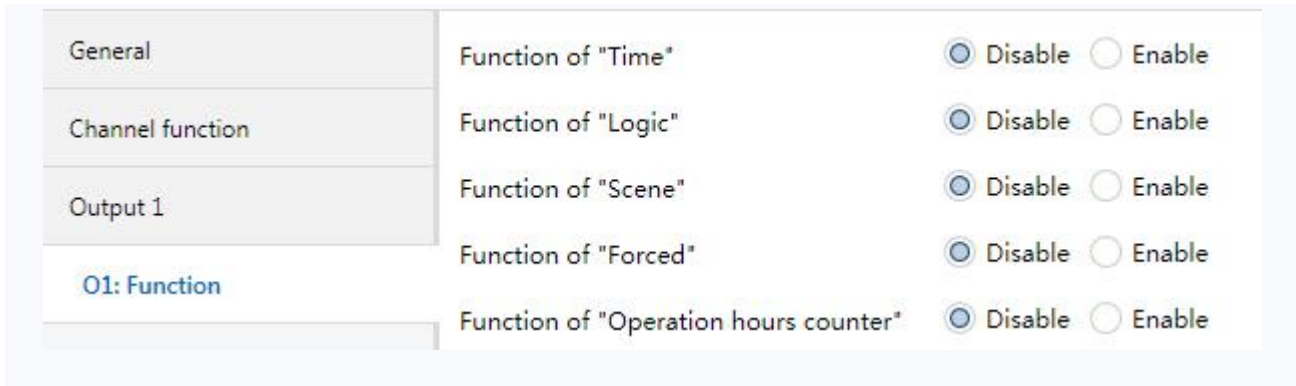 General
Channel function
Output 1
O1: Function
Function of "Time" Disable Enable
Function of "Logic" Disable Enable
Function of "Scene" Disable Enable
Function of "Forced" Disable Enable
Function of "Operation hours counter" Disable Enable